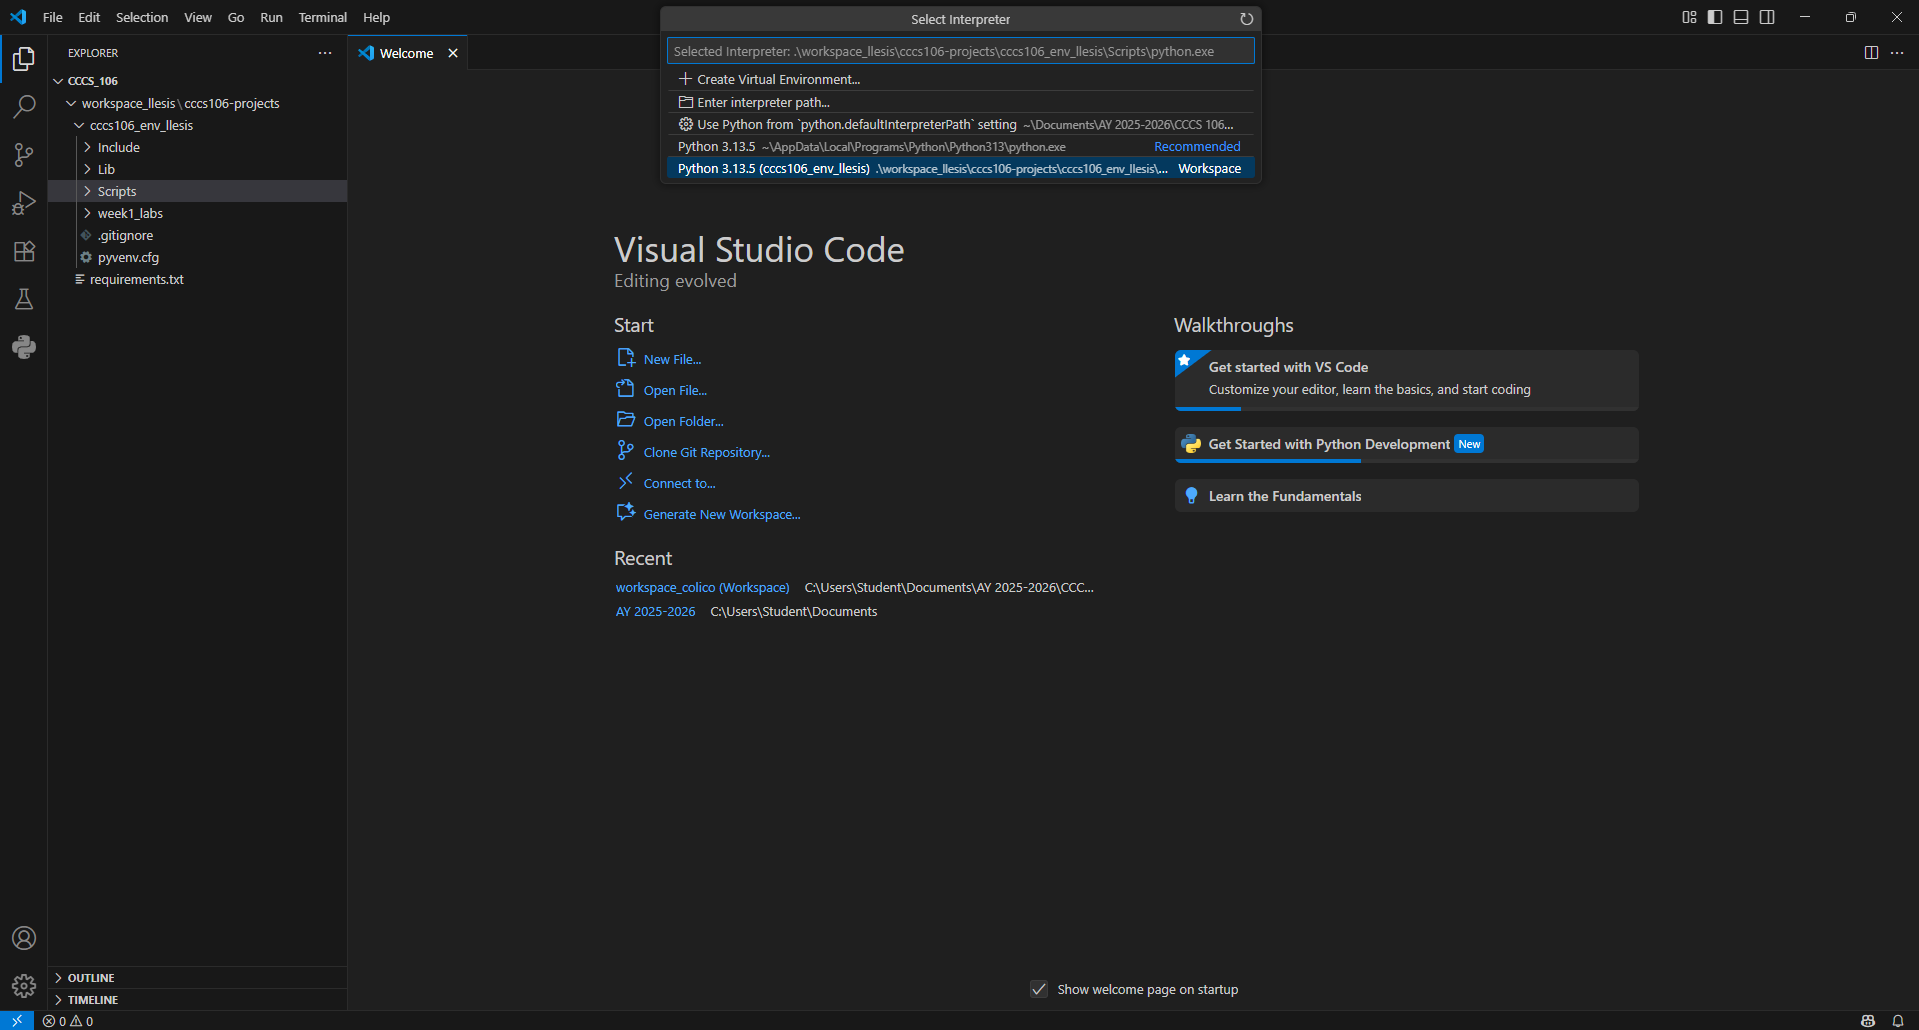 File Edit Selection View Go Run Terminal Help
Select Interpreter
Selected Interpreter: .\workspace_llesis\cccs106-projects\cccs106_env_llesis\Scripts\python.exe
Create Virtual Environment...
Enter interpreter path...
Use Python from `python.defaultInterpreterPath` setting ~\Documents\AY 2025-2026\CCCS 106...
Python 3.13.5 ~\AppData\Local\Programs\Python\Python313\python.exe Recommended
Python 3.13.5 (cccs106_env_llesis) .\workspace_llesis\cccs106-projects\cccs106_env_llesis\... Workspace
EXPLORER
CCCS_106
workspace_llesis \ cccs106-projects
cccs106_env_llesis
Include
Lib
Scripts
week1_labs
.gitignore
pyvenv.cfg
requirements.txt
OUTLINE
TIMELINE
Welcome
Visual Studio Code
Editing evolved
Start
New File...
Open File...
Open Folder...
Clone Git Repository...
Connect to...
Generate New Workspace...
Recent
workspace_colico (Workspace) C:\Users\Student\Documents\AY 2025-2026\CCC...
AY 2025-2026 C:\Users\Student\Documents
Walkthroughs
Get started with VS Code
Customize your editor, learn the basics, and start coding
Get Started with Python Development New
Learn the Fundamentals
Show welcome page on startup
0 0